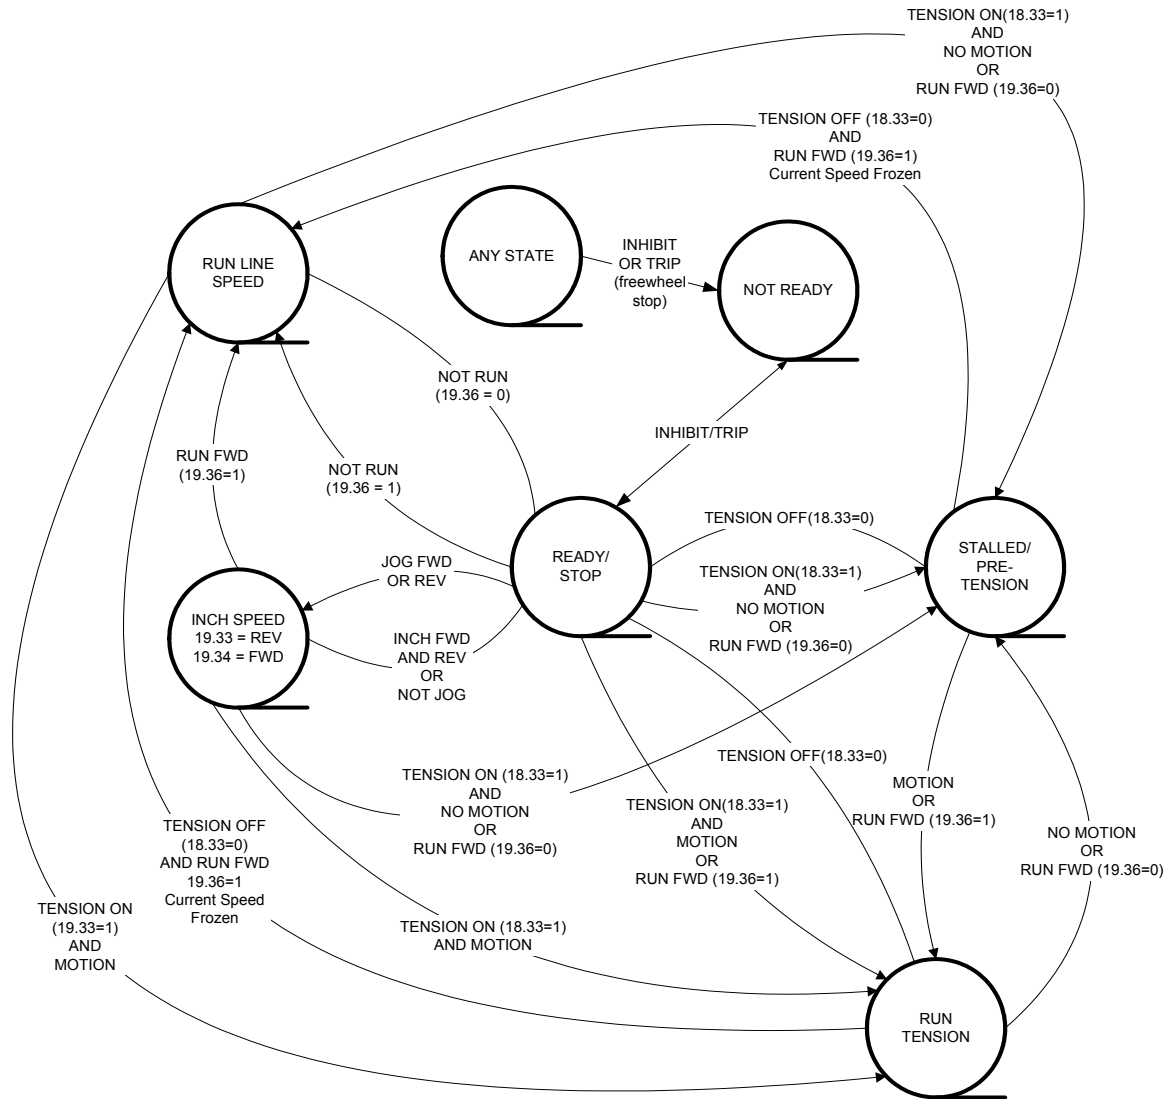 TENSION ON(18.33=1)
AND
NO MOTION
OR
RUN FWD (19.36=0)
TENSION OFF (18.33=0)
AND
RUN FWD (19.36=1)
Current Speed Frozen
RUN LINE
SPEED
ANY STATE
INHIBIT
OR TRIP
(freewheel
stop)
NOT READY
NOT RUN
(19.36 = 0)
INHIBIT/TRIP
RUN FWD
(19.36=1)
NOT RUN
(19.36 = 1)
TENSION OFF(18.33=0)
READY/
STOP
STALLED/
PRE-
TENSION
JOG FWD
OR REV
TENSION ON(18.33=1)
AND
NO MOTION
OR
RUN FWD (19.36=0)
INCH SPEED
19.33 = REV
19.34 = FWD
INCH FWD
AND REV
OR
NOT JOG
TENSION OFF(18.33=0)
TENSION ON (18.33=1)
AND
NO MOTION
OR
RUN FWD (19.36=0)
TENSION ON(18.33=1)
AND
MOTION
OR
RUN FWD (19.36=1)
MOTION
OR
RUN FWD (19.36=1)
NO MOTION
OR
RUN FWD (19.36=0)
TENSION OFF
(18.33=0)
AND RUN FWD
19.36=1
Current Speed
Frozen
TENSION ON
(19.33=1)
AND
MOTION
TENSION ON (18.33=1)
AND MOTION
RUN
TENSION